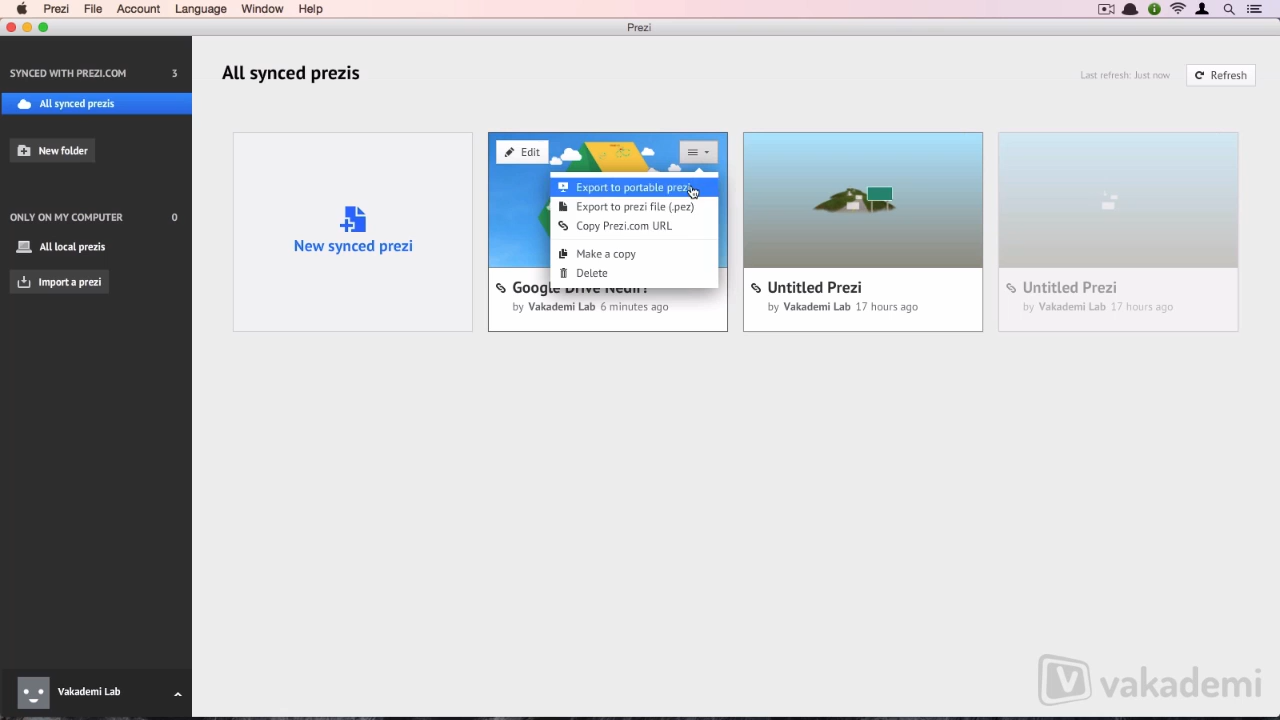 Prezi File Account Language Window Help
Prezi
SYNCED WITH PREZI.COM 3
All synced prezis
New folder
ONLY ON MY COMPUTER 0
All local prezis
Import a prezi
Vakademi Lab
All synced prezis
Last refresh: Just now
Refresh
New synced prezi
Edit
Export to portable prezi
Export to prezi file (.pez)
Copy Prezi.com URL
Make a copy
Delete
Google Drive Nedir?
by Vakademi Lab 6 minutes ago
Untitled Prezi
by Vakademi Lab 17 hours ago
Untitled Prezi
by Vakademi Lab 17 hours ago
vakademi